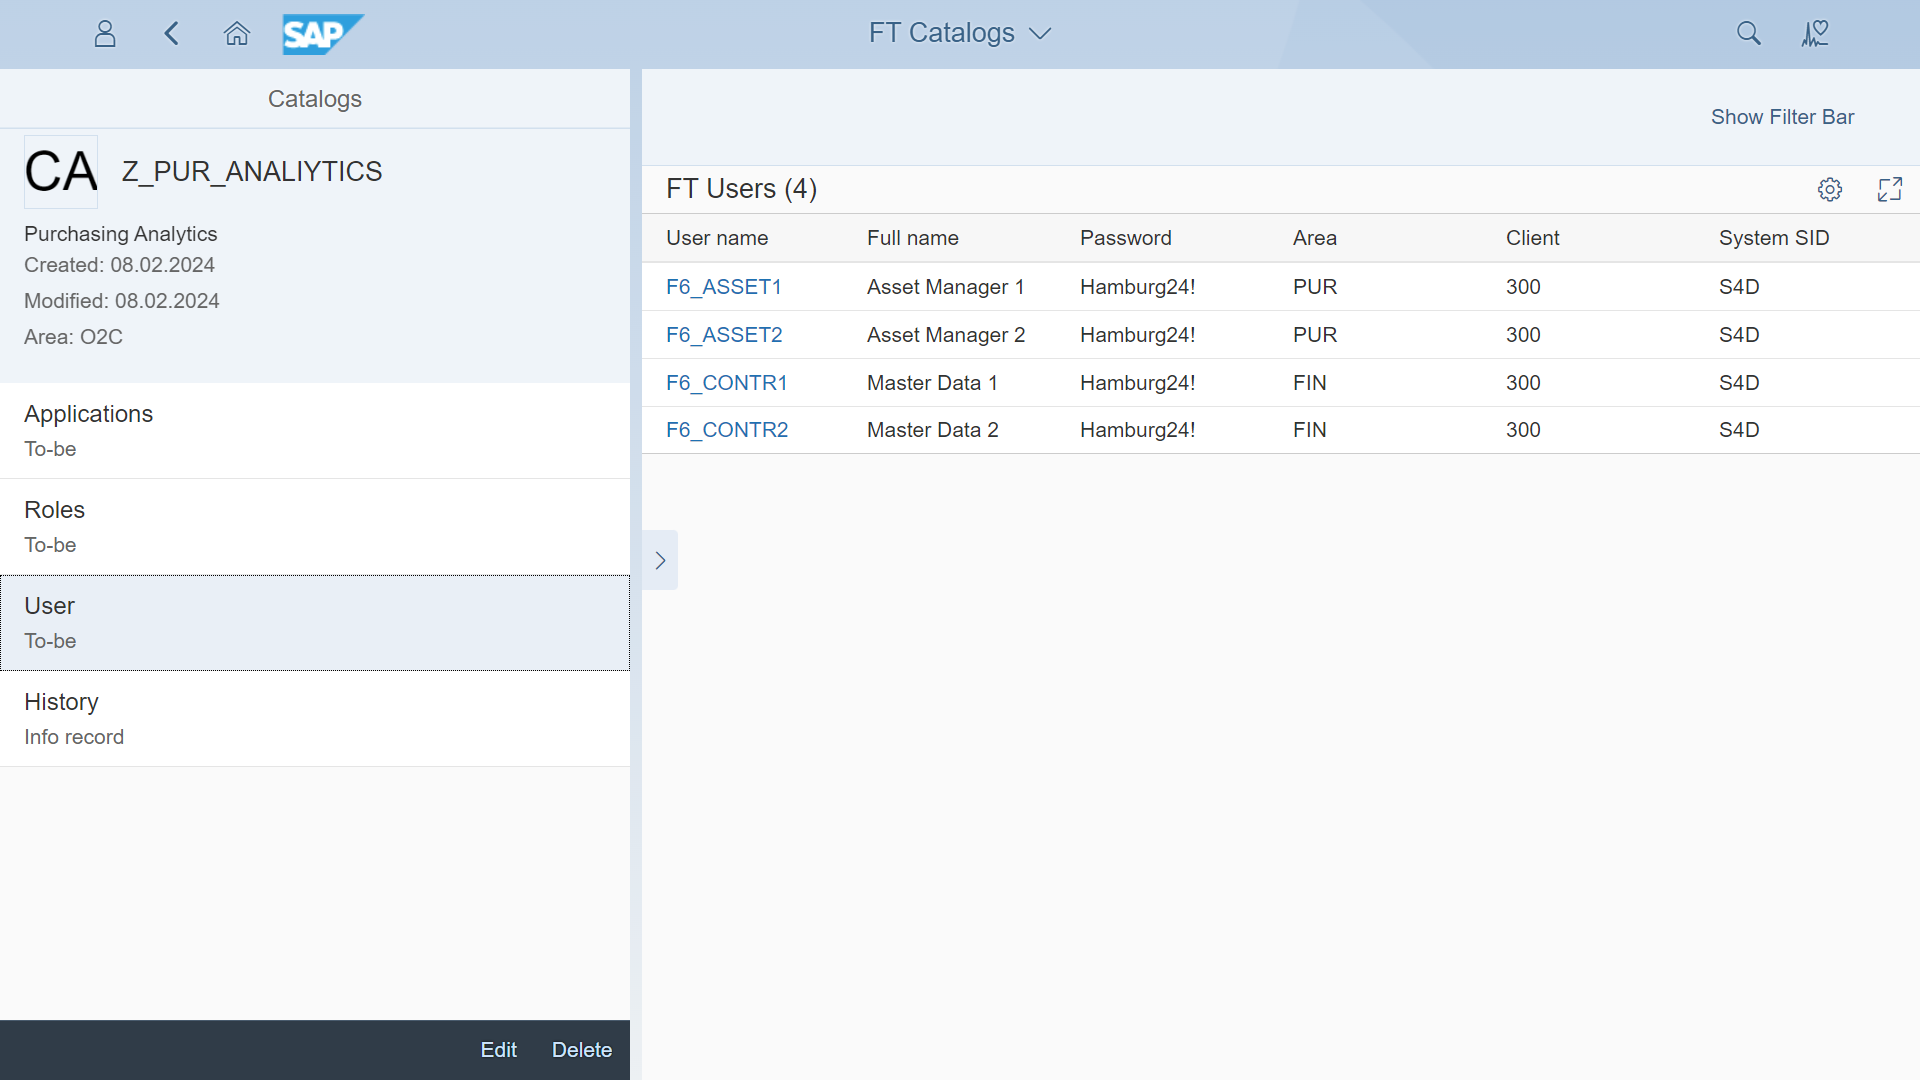 SAP
FT Catalogs
Catalogs
CA
Z_PUR_ANALIYTICS
Purchasing Analytics
Created: 08.02.2024
Modified: 08.02.2024
Area: O2C
Applications
To-be
Roles
To-be
User
To-be
History
Info record
Edit Delete
Show Filter Bar
FT Users (4)
User name Full name Password Area Client System SID
F6_ASSET1 Asset Manager 1 Hamburg24! PUR 300 S4D
F6_ASSET2 Asset Manager 2 Hamburg24! PUR 300 S4D
F6_CONTR1 Master Data 1 Hamburg24! FIN 300 S4D
F6_CONTR2 Master Data 2 Hamburg24! FIN 300 S4D